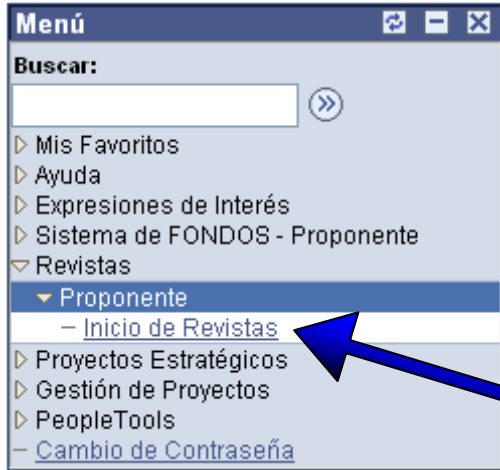 Menú
Buscar:
Mis Favoritos
Ayuda
Expresiones de Interés
Sistema de FONDOS - Proponente
Revistas
Proponente
– Inicio de Revistas
Proyectos Estratégicos
Gestión de Proyectos
PeopleTools
– Cambio de Contraseña